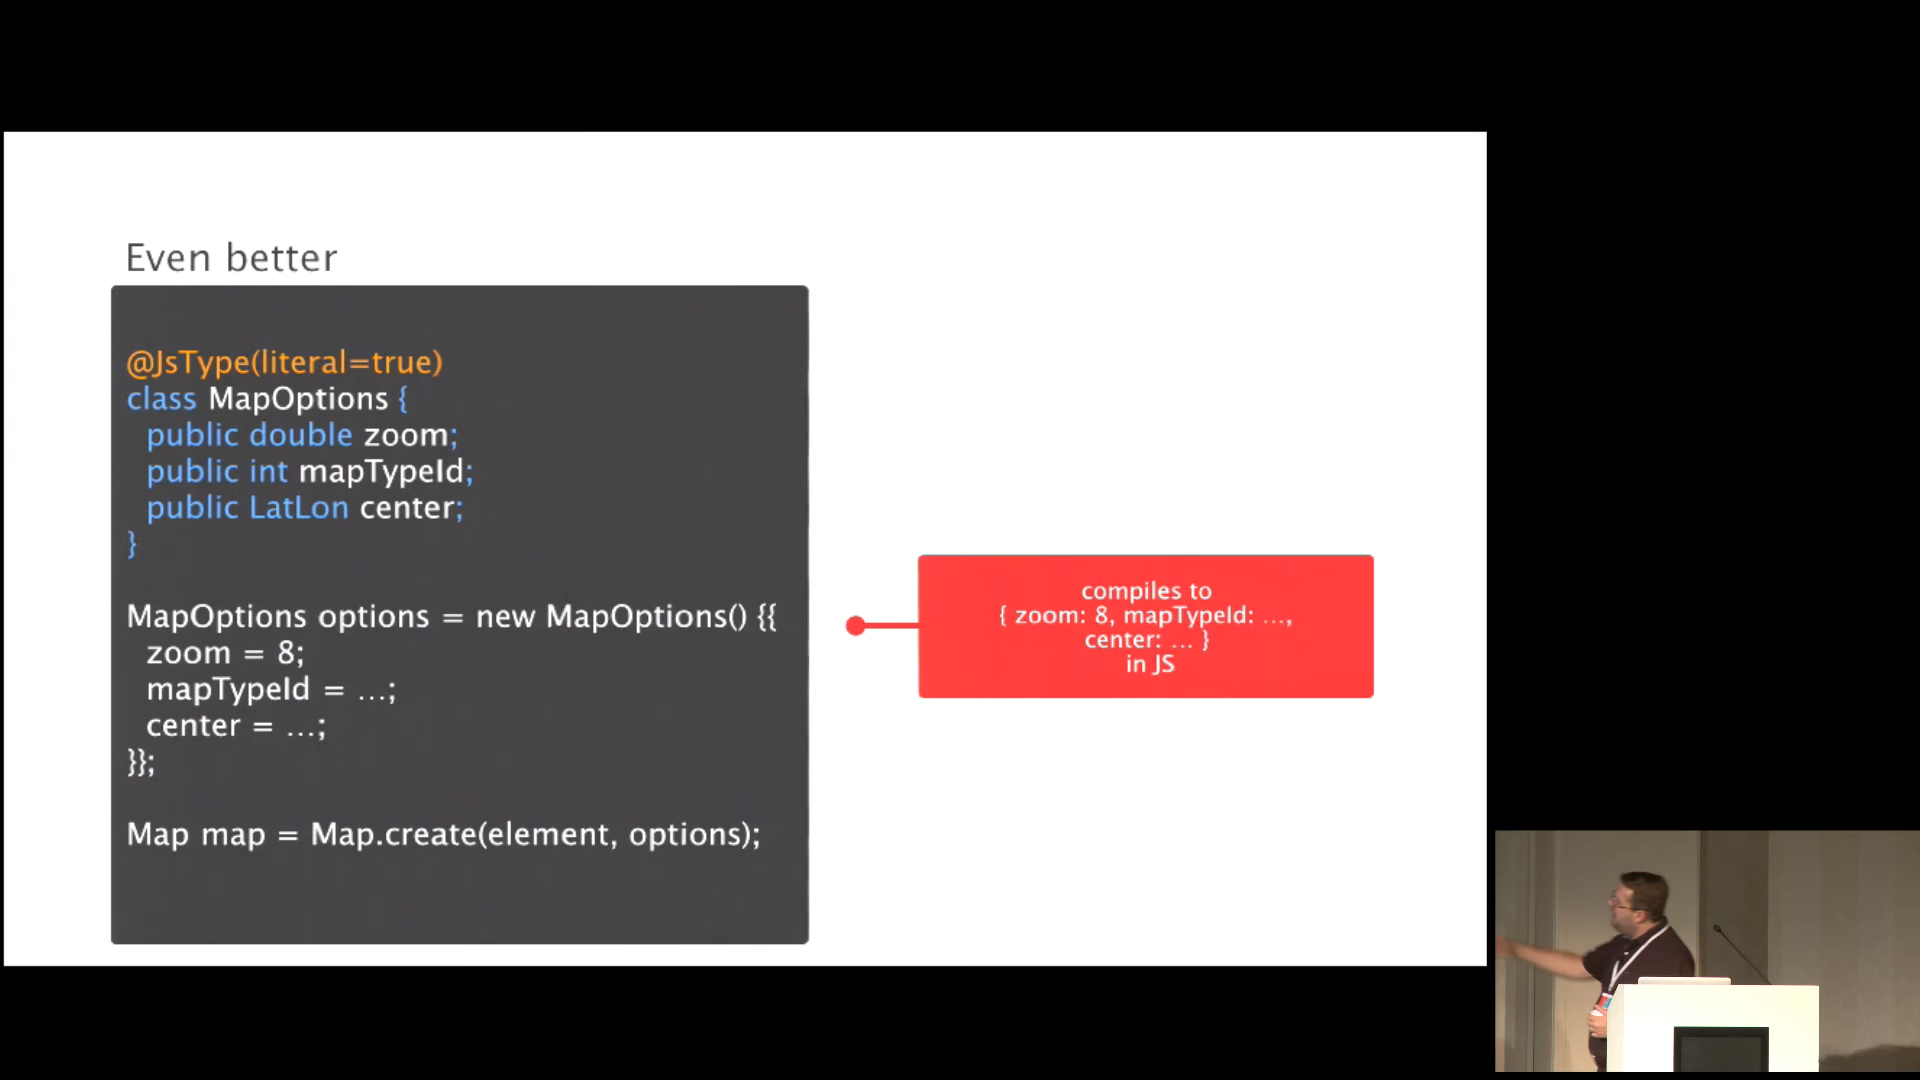 Even better
@JsType(literal=true)
class MapOptions {
public double zoom;
public int mapTypeId;
public LatLon center;
}
MapOptions options = new MapOptions() {{
zoom = 8;
mapTypeId = ...;
center = ...;
}};
Map map = Map.create(element, options);
compiles to
{ zoom: 8, mapTypeId: ...,
center: ... }
in JS